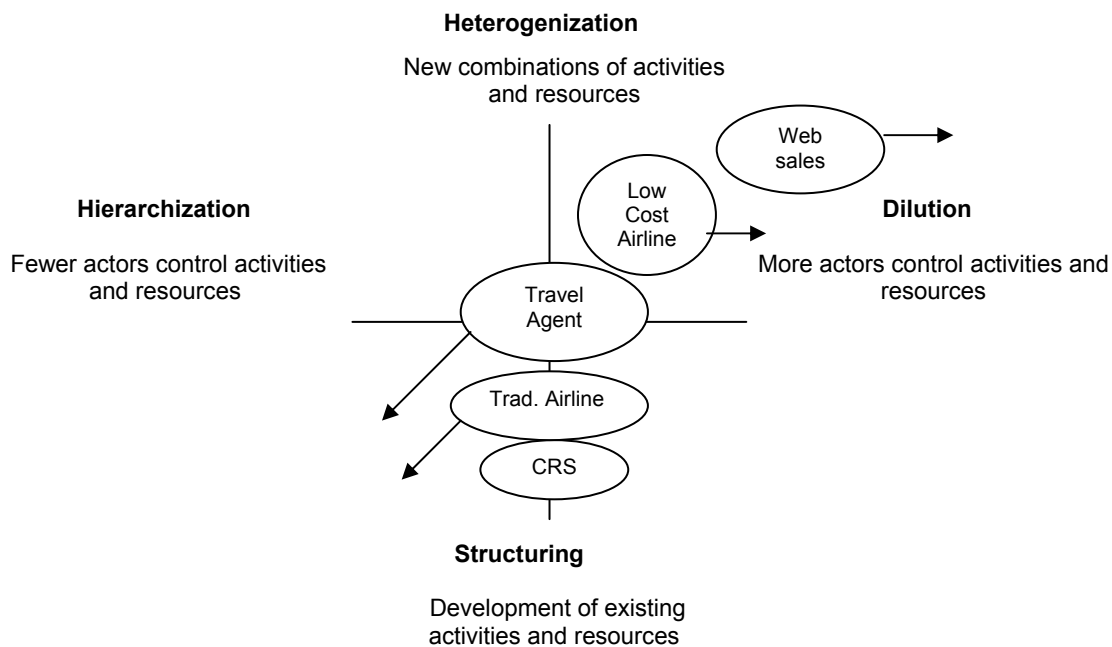 Heterogenization
New combinations of activities
and resources
Web
sales
Low
Cost
Airline
Hierarchization
Fewer actors control activities
and resources
Dilution
More actors control activities and
resources
Travel
Agent
Trad. Airline
CRS
Structuring
Development of existing
activities and resources